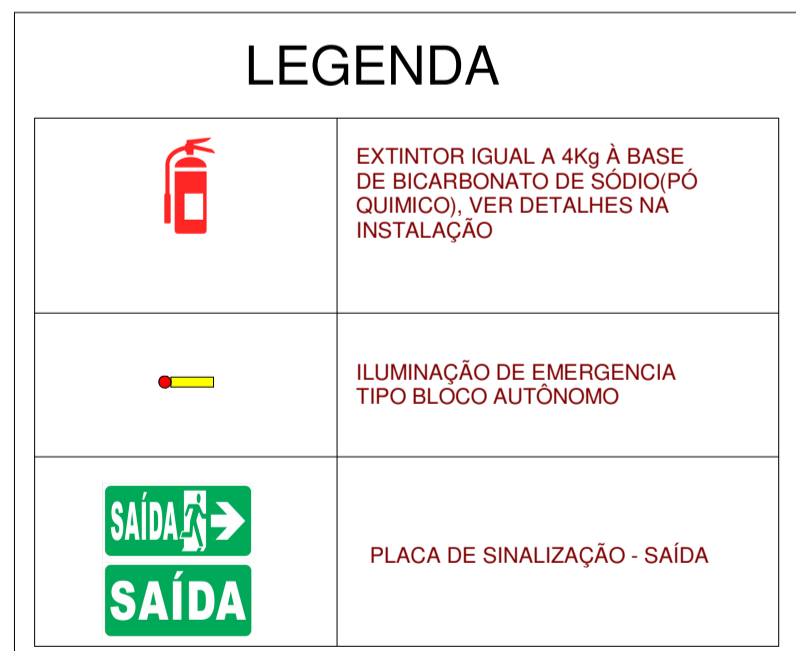 LEGENDA
EXTINTOR IGUAL A 4Kg À BASE
DE BICARBONATO DE SÓDIO(PÓ
QUIMICO), VER DETALHES NA
INSTALAÇÃO
ILUMINAÇÃO DE EMERGENCIA
TIPO BLOCO AUTÔNOMO
SAÍDA
SAÍDA
PLACA DE SINALIZAÇÃO - SAÍDA